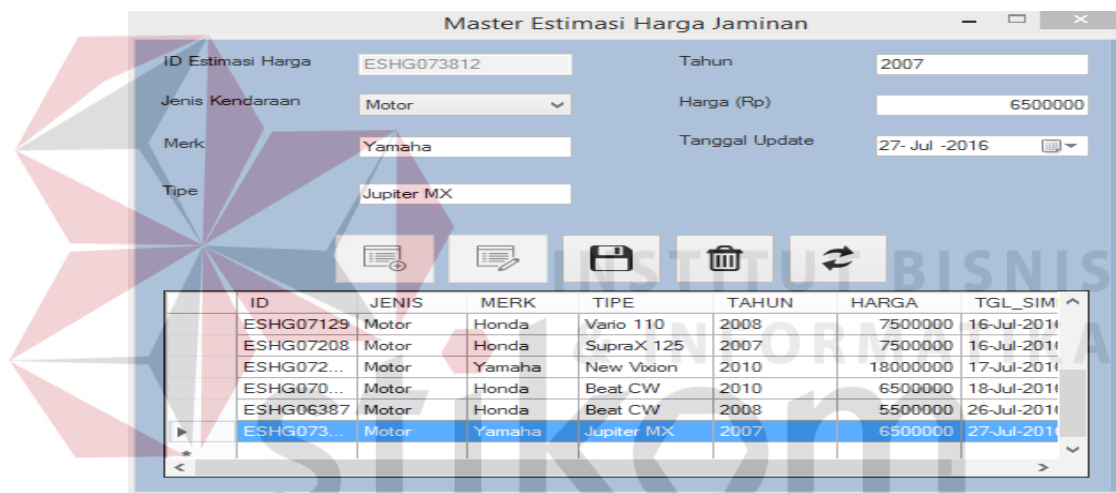 Master Estimasi Harga Jaminan
ID Estimasi Harga ESHG073812 Tahun 2007
Jenis Kendaraan Motor Harga (Rp) 6500000
Merk Yamaha Tanggal Update 27- Jul -2016
Tipe Jupiter MX
INSTITUT BISNIS
ID JENIS MERK TIPE TAHUN HARGA TGL_SIM
ESHG07129 Motor Honda Vario 110 2008 7500000 16-Jul-201
ESHG07208 Motor Honda SupraX 125 2007 7500000 16-Jul-201
& INFORMATIKA
ESHG072... Motor Yamaha New Vixion 2010 18000000 17-Jul-201
ESHG070... Motor Honda Beat CW 2010 6500000 18-Jul-201
ESHG06387 Motor Honda Beat CW 2008 5500000 26-Jul-201
ESHG073... Motor Yamaha Jupiter MX 2007 6500000 27-Jul-201
stikom